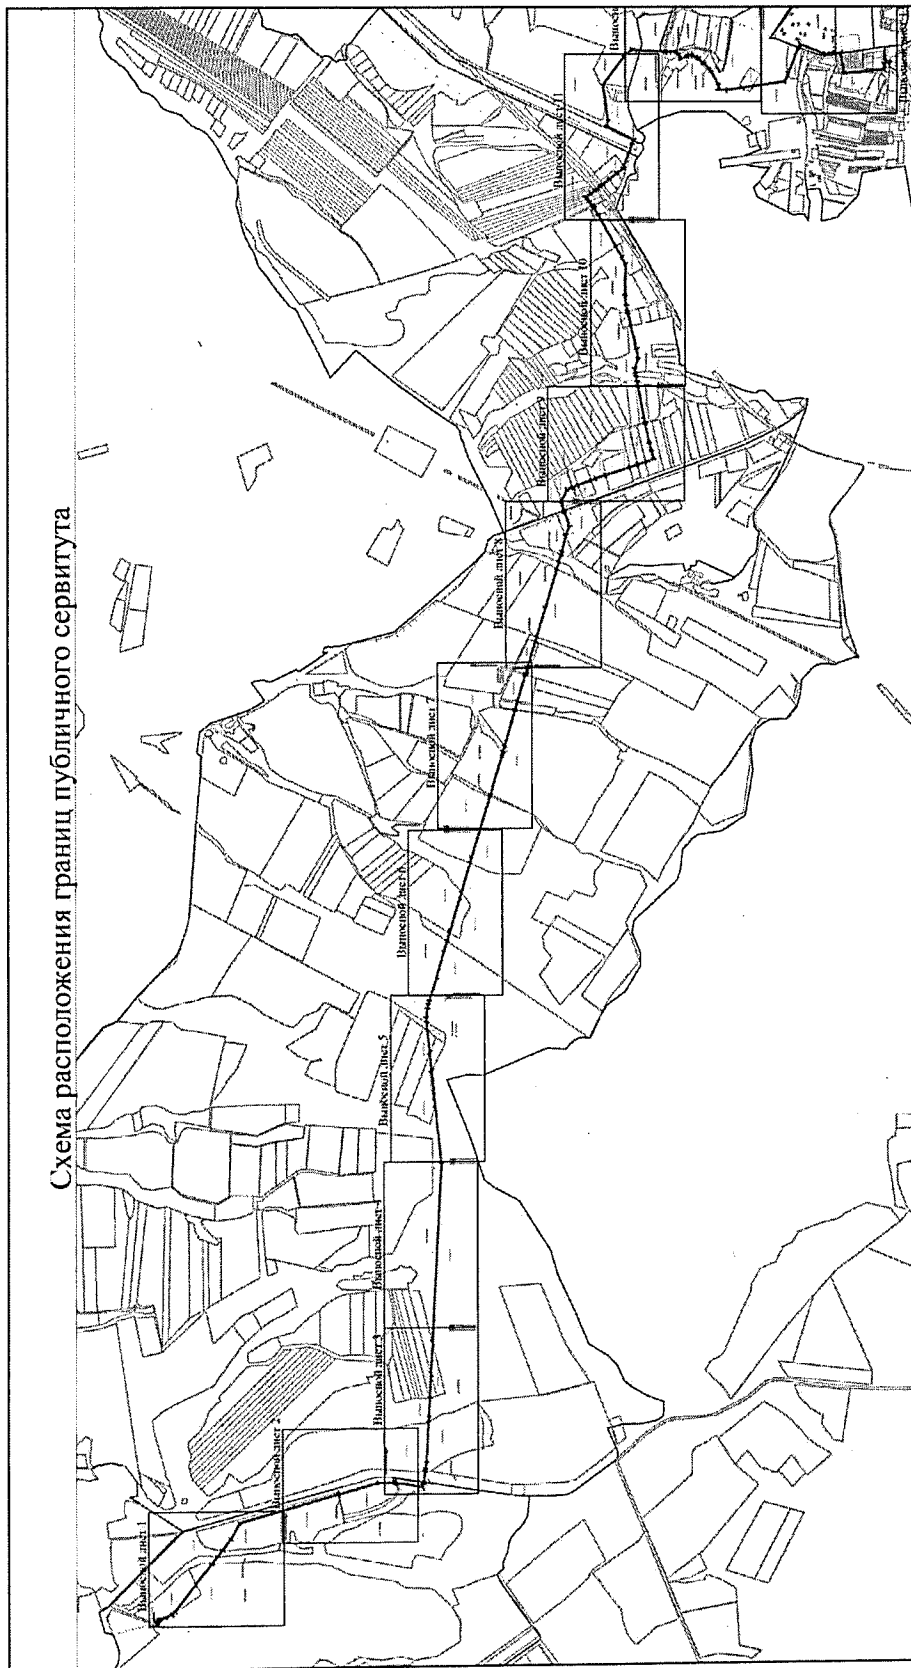 Схема расположения границ публичного сервитута
Выносной лист 1
Выносной лист 2
Выносной лист 3
Выносной лист 4
Выносной лист 5
Выносной лист 6
Выносной лист 7
Выносной лист 8
Выносной лист 9
Выносной лист 10
Выносной лист 11